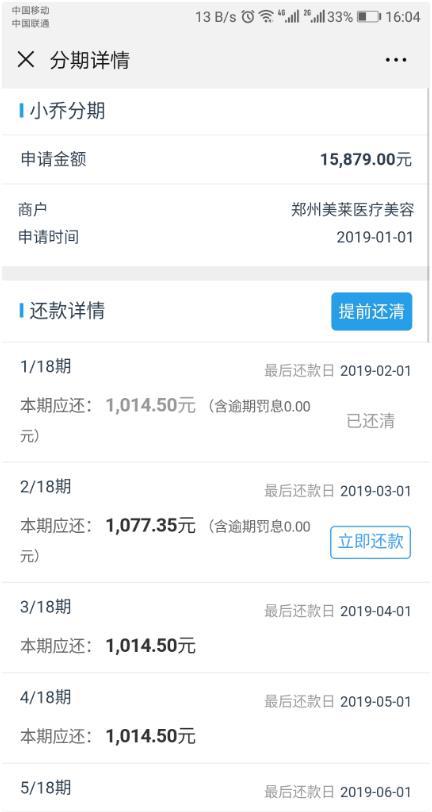 中国移动
中国联通
13 B/s 4G 2G 33% 16:04
分期详情
小乔分期
申请金额 15,879.00元
商户 郑州美莱医疗美容
申请时间 2019-01-01
还款详情 提前还清
1/18期 最后还款日 2019-02-01
本期应还： 1,014.50元 （含逾期罚息0.00
元） 已还清
2/18期 最后还款日 2019-03-01
本期应还： 1,077.35元 （含逾期罚息0.00
元） 立即还款
3/18期 最后还款日 2019-04-01
本期应还： 1,014.50元
4/18期 最后还款日 2019-05-01
本期应还： 1,014.50元
5/18期 最后还款日 2019-06-01